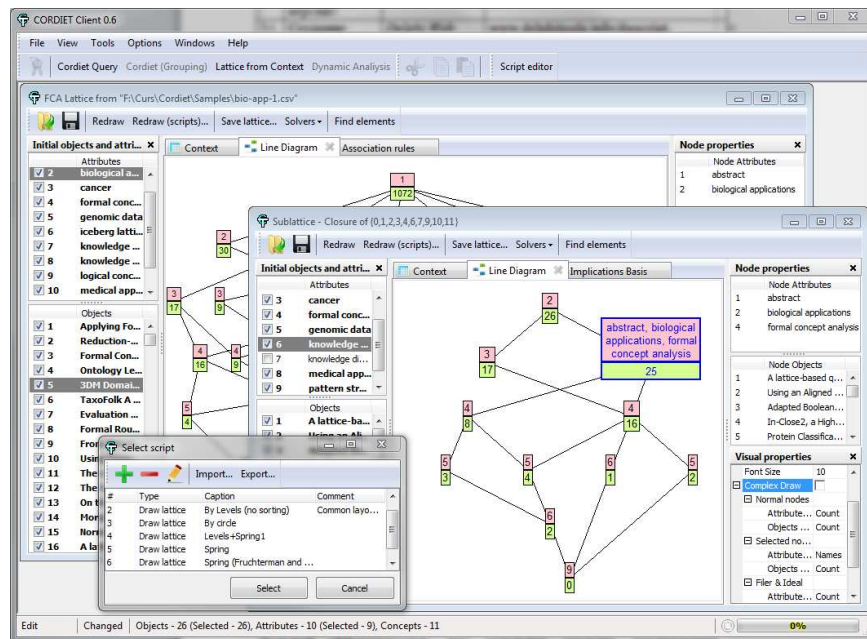 CORDIET Client 0.6
File View Tools Options Windows Help
Cordiet Query Cordiet (Grouping) Lattice from Context Dynamic Analysis Script editor
FCA Lattice from "F:\Curs\Cordiet\Samples\bio-app-1.csv"
Redraw Redraw (scripts)... Save lattice... Solvers Find elements
Initial objects and attri...
Attributes
2 biological a...
3 cancer
4 formal conc...
5 genomic data
6 iceberg latti...
7 knowledge ...
8 knowledge ...
9 logical conc...
10 medical app...
Objects
1 Applying Fo...
2 Reduction-...
3 Formal Con...
4 Ontology Le...
5 3DM Domai...
6 TaxoFolk A ...
7 Evaluation ...
8 Formal Rou...
9 Fron
10 Usin
11 The
12 The
13 On t
14 Mor
15 Norr
16 A la
Context Line Diagram Association rules
1
1072
2
30
3
17
3
9
4
16
4
9
5
4
Node properties
Node Attributes
1 abstract
2 biological applications
Sublattice - Closure of {0,1,2,3,4,6,7,9,10,11}
Redraw Redraw (scripts)... Save lattice... Solvers Find elements
Initial objects and attri...
Attributes
3 cancer
4 formal conc...
5 genomic data
6 knowledge ...
7 knowledge di...
8 medical app...
9 pattern str...
Objects
1 A lattice-ba...
2 Using an Ali...
Context Line Diagram Implications Basis
2
26
abstract, biological
applications, formal
concept analysis
25
3
17
4
8
4
16
5
3
5
4
6
1
5
2
6
2
9
0
Node properties
Node Attributes
1 abstract
2 biological applications
4 formal concept analysis
Node Objects
1 A lattice-based q...
2 Using an Aligned ...
3 Adapted Boolean...
4 In-Close2, a High...
5 Protein Classifica...
Visual properties
Font Size 10
Complex Draw
Normal nodes
Attribute... Count
Objects ... Count
Selected no...
Attribute... Names
Objects ... Count
Filer & Ideal
Attribute... Count
Select script
Import... Export...
# Type Caption Comment
2 Draw lattice By Levels (no sorting) Common layo...
3 Draw lattice By circle
4 Draw lattice Levels+Spring1
5 Draw lattice Spring
6 Draw lattice Spring (Fruchterman and ...
Select Cancel
Edit Changed Objects - 26 (Selected - 26), Attributes - 10 (Selected - 9), Concepts - 11 0%